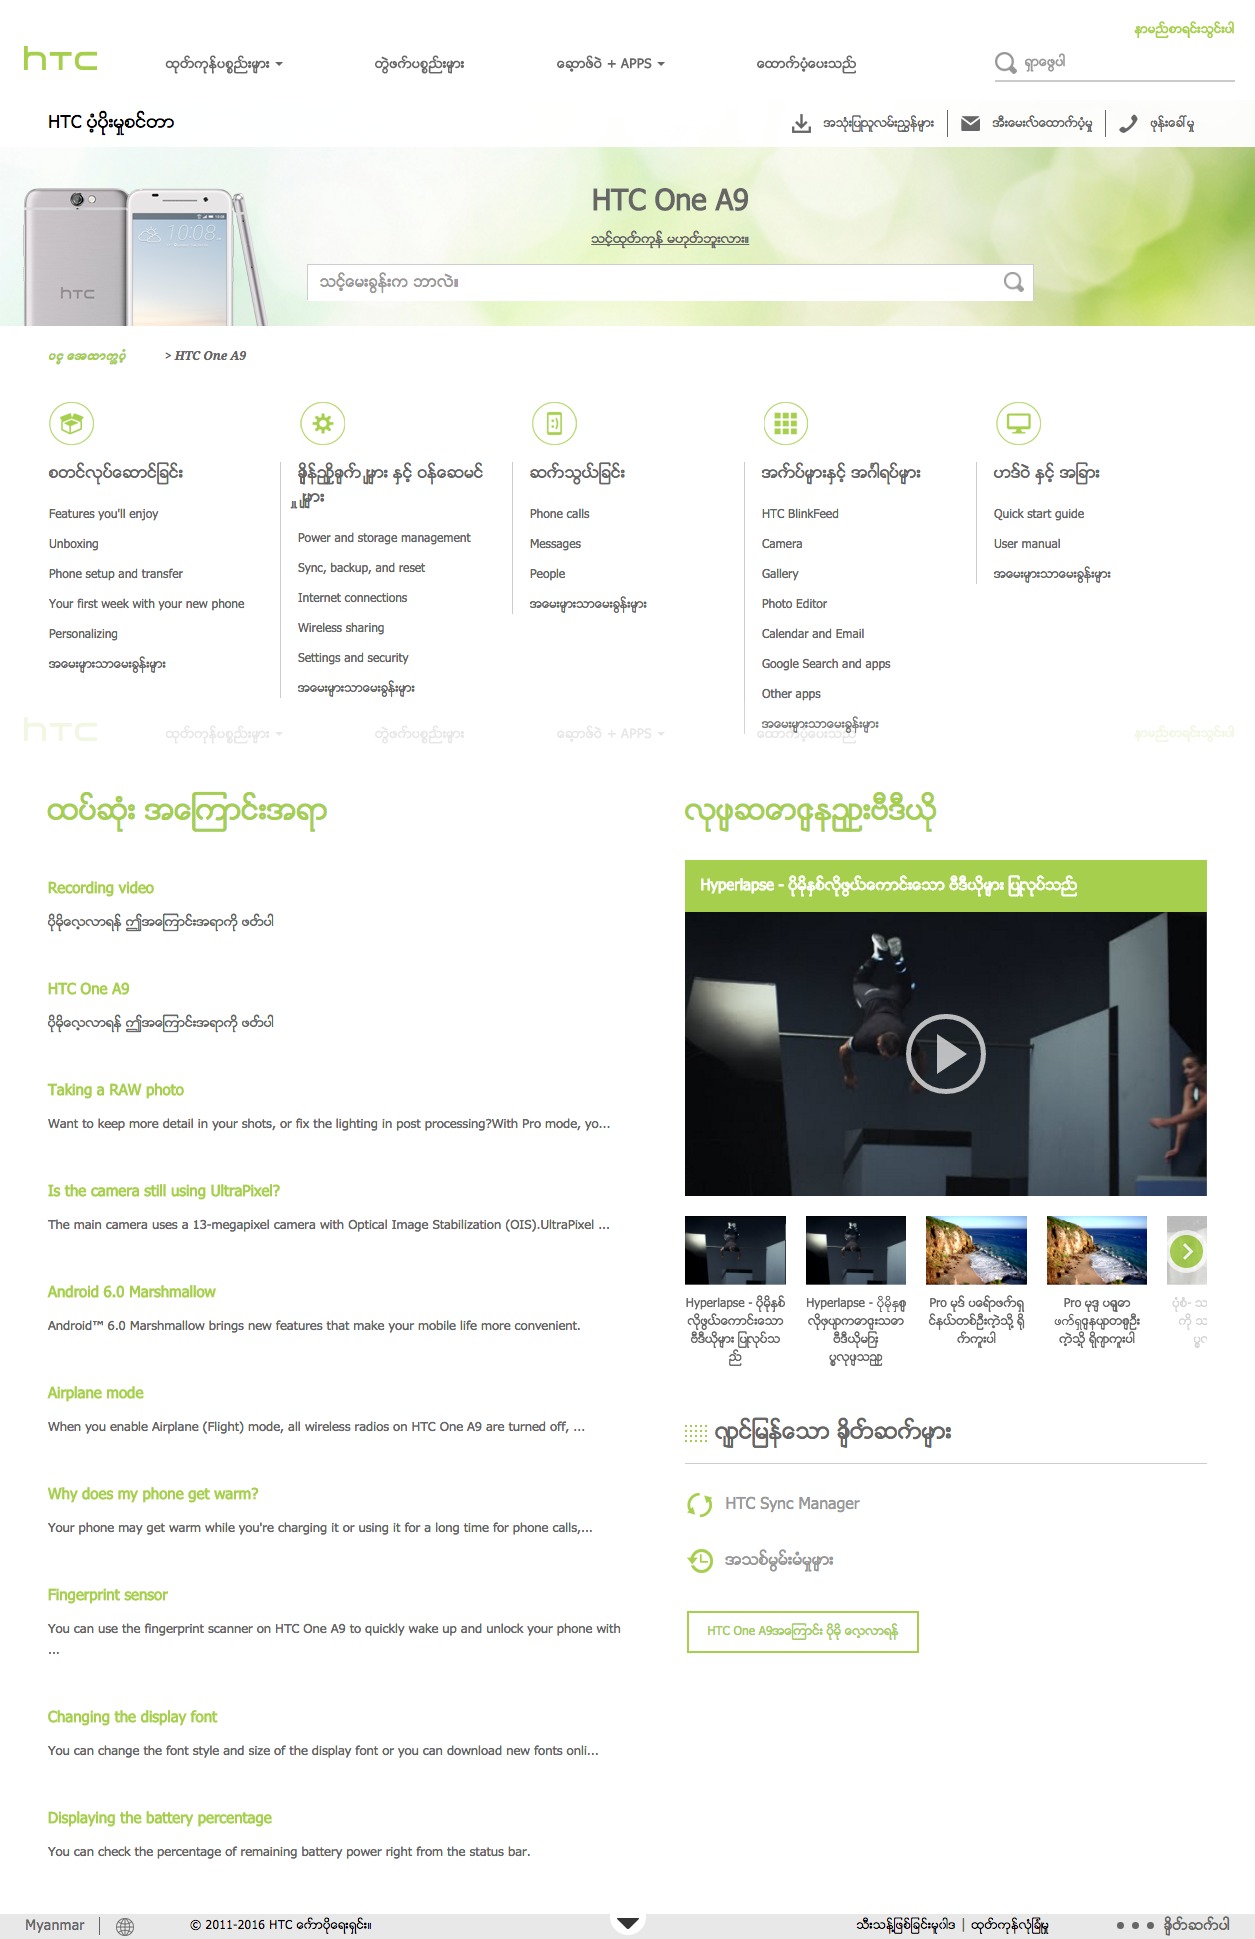 နာမည်စာရင်းသွင်းပါ
hTC
ထုတ်ကုန်ပစ္စည်းများ
တွဲဖက်ပစ္စည်းများ
ဆော့ဖ်ဝဲ + APPS
ထောက်ပံ့ပေးသည်
ရှာဖွေပါ
HTC ပံ့ပိုးမှုစင်တာ
အသုံးပြုသူလမ်းညွှန်များ
အီးမေးလ်ထောက်ပံ့မှု
ဖုန်းခေါ်မှု
HTC One A9
သင့်ထုတ်ကုန် မဟုတ်ဘူးလား။
သင့်မေးခွန်းက ဘာလဲ။
> HTC One A9
စတင်လုပ်ဆောင်ခြင်း
Features you'll enjoy
Unboxing
Phone setup and transfer
Your first week with your new phone
Personalizing
အမေးများသာမေးခွန်းများ
နှင့် ဝန်ဆေမင်
Power and storage management
Sync, backup, and reset
Internet connections
Wireless sharing
Settings and security
အမေးများသာမေးခွန်းများ
ဆက်သွယ်ခြင်း
Phone calls
Messages
People
အမေးများသာမေးခွန်းများ
အက်ပ်များနှင့် အင်္ဂါရပ်များ
HTC BlinkFeed
Camera
Gallery
Photo Editor
Calendar and Email
Google Search and apps
Other apps
အမေးများသာမေးခွန်းများ
ဟဒ်ဝဲ နှင့် အခြား
Quick start guide
User manual
အမေးများသာမေးခွန်းများ
hTC
ထုတ်ကုန်ပစ္စည်းများ
တွဲဖက်ပစ္စည်းများ
ဆော့ဖ်ဝဲ + APPS
ထောက်ပံ့ပေးသည်
နာမည်စာရင်းသွင်းပါ
ထပ်ဆုံး အကြောင်းအရာ
Recording video
ပိုမိုလေ့လာရန် ဤအကြောင်းအရာကို ဖတ်ပါ
HTC One A9
ပိုမိုလေ့လာရန် ဤအကြောင်းအရာကို ဖတ်ပါ
Taking a RAW photo
Want to keep more detail in your shots, or fix the lighting in post processing?With Pro mode, yo...
Is the camera still using UltraPixel?
The main camera uses a 13-megapixel camera with Optical Image Stabilization (OIS).UltraPixel ...
Android 6.0 Marshmallow
Android™ 6.0 Marshmallow brings new features that make your mobile life more convenient.
Airplane mode
When you enable Airplane (Flight) mode, all wireless radios on HTC One A9 are turned off, ...
Why does my phone get warm?
Your phone may get warm while you're charging it or using it for a long time for phone calls,...
Fingerprint sensor
You can use the fingerprint scanner on HTC One A9 to quickly wake up and unlock your phone with
...
Changing the display font
You can change the font style and size of the display font or you can download new fonts onli...
Displaying the battery percentage
You can check the percentage of remaining battery power right from the status bar.
ဗီဒီယို
Hyperlapse - ပိုမိုနှစ်လိုဖွယ်ကောင်းသော ဗီဒီယိုများ ပြုလုပ်သည်
Hyperlapse - ပိုမိုနှစ်
လိုဖွယ်ကောင်းသော
ဗီဒီယိုများ ပြုလုပ်သ
ည်
Hyperlapse -
Pro မုဒ် ပရော်ဖက်ရှ
င်နယ်တစ်ဦးကဲ့သို့ ရို
က်ကူးပါ
Pro
ကဲ့သို့
ပုံစံ- သ
ကို သ
လျင်မြန်သော ချိတ်ဆက်များ
HTC Sync Manager
အသစ်မွမ်းမံမှုများ
HTC One A9အကြောင်း ပိုမို လေ့လာရန်
Myanmar
© 2011-2016 HTC ကော်ပိုရေးရှင်း။
သီးသန့်ဖြစ်ခြင်းမူဝါဒ | ထုတ်ကုန်လုံခြုံမှု
ချိတ်ဆက်ပါ